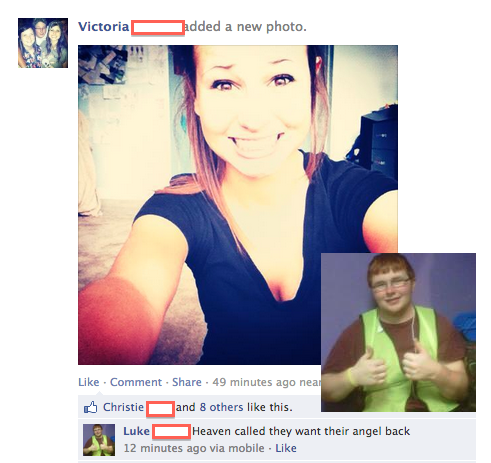 Victoria added a new photo.
Like · Comment · Share · 49 minutes ago near
Christie and 8 others like this.
Luke Heaven called they want their angel back
12 minutes ago via mobile · Like